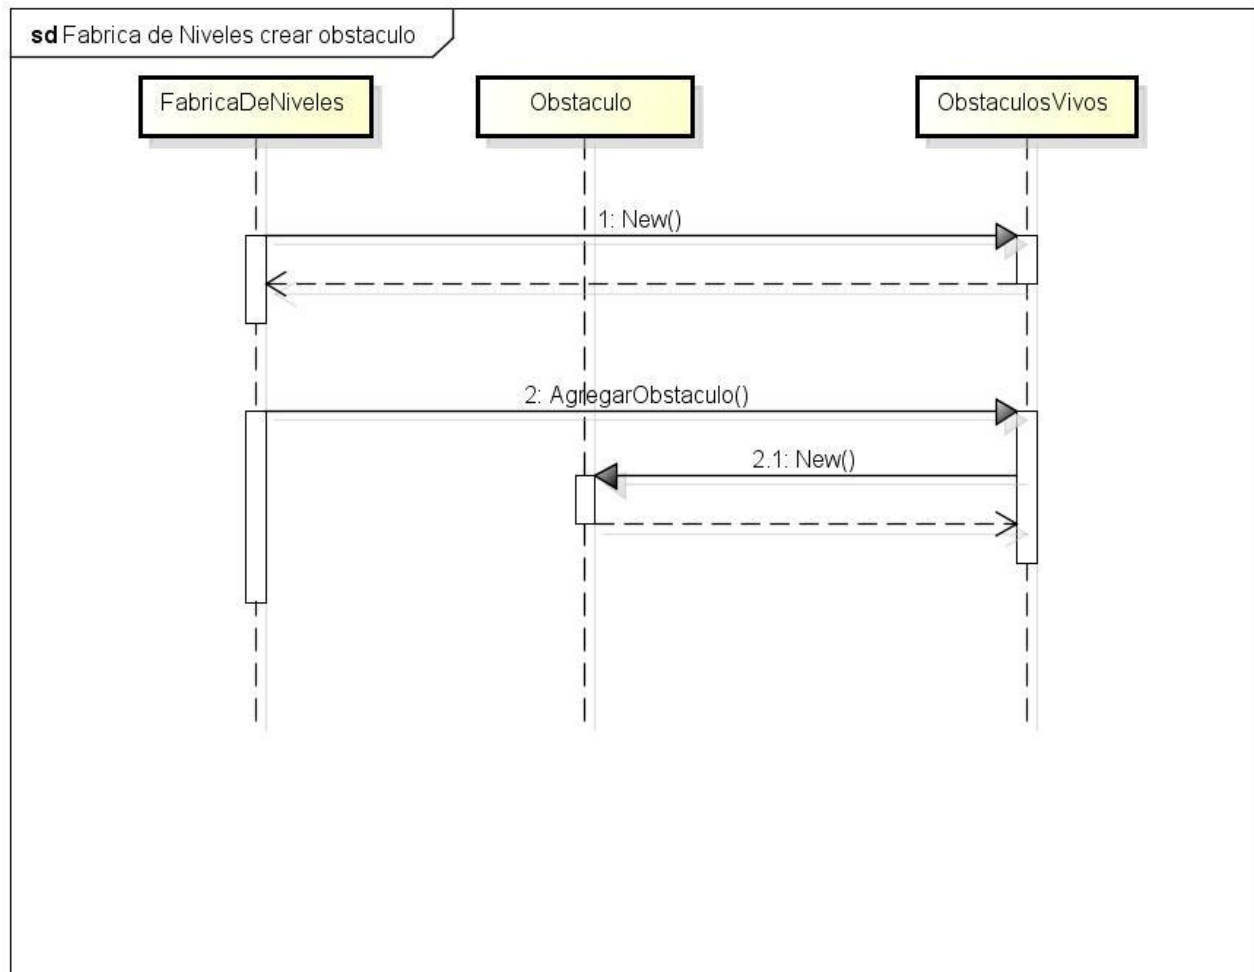 sd Fabrica de Niveles crear obstaculo
FabricaDeNiveles
Obstaculo
ObstaculosVivos
1: New()
2: AgregarObstaculo()
2.1: New()